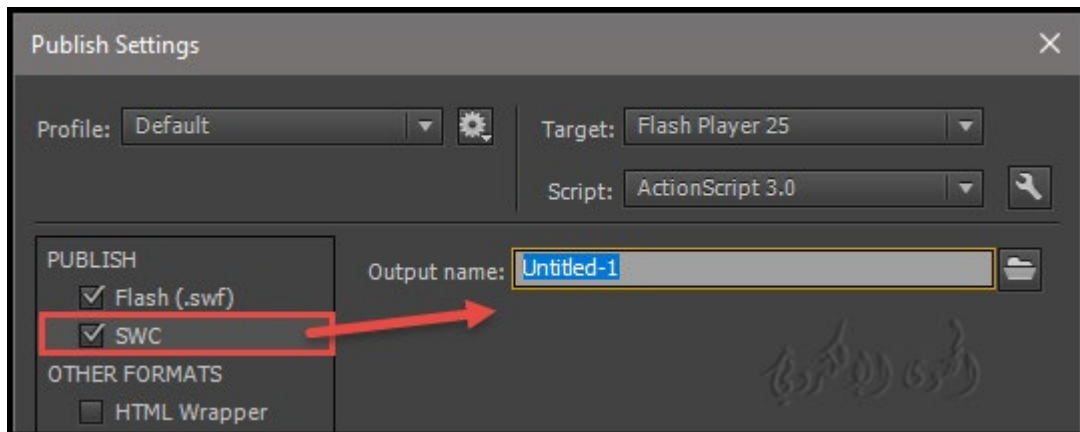 Publish Settings
Profile: Default
Target: Flash Player 25
Script: ActionScript 3.0
PUBLISH
Flash (.swf)
SWC
OTHER FORMATS
HTML Wrapper
Output name: Untitled-1